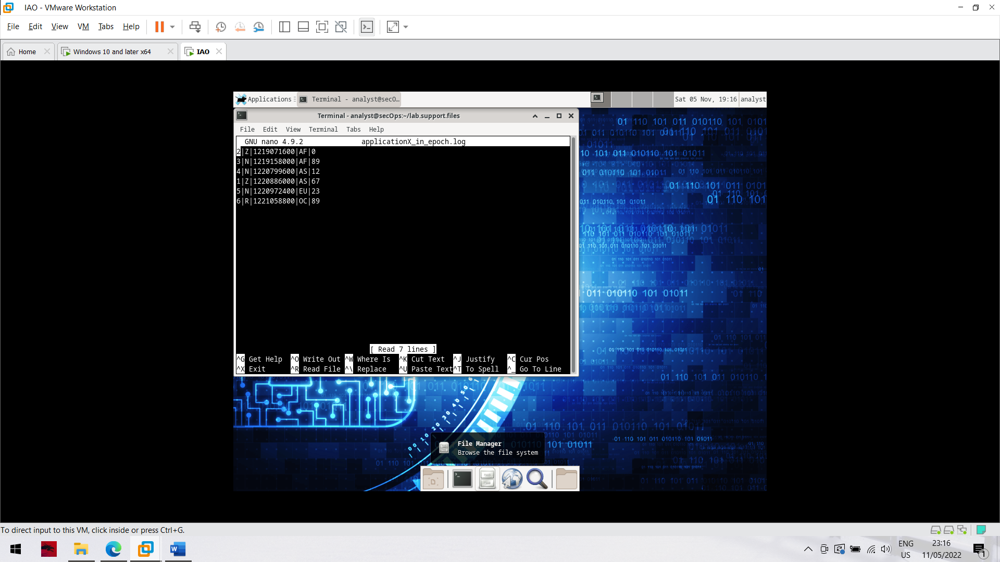 IAO - VMware Workstation
File Edit View VM Tabs Help
Home Windows 10 and later x64 IAO
Applications Terminal - analyst@secO... Sat 05 Nov, 19:16 analyst
Terminal - analyst@secOps:~/lab.support.files
File Edit View Terminal Tabs Help
GNU nano 4.9.2 applicationX_in_epoch.log
2|Z|1219071600|AF|0
3|N|1219158000|AF|89
4|N|1220799600|AS|12
1|Z|1220886000|AS|67
5|N|1220972400|EU|23
6|R|1221058800|OC|89
[ Read 7 lines ]
^G Get Help ^O Write Out ^W Where Is ^K Cut Text ^J Justify ^C Cur Pos
^X Exit ^R Read File ^\ Replace ^U Paste Text ^T To Spell ^_ Go To Line
File Manager
Browse the file system
To direct input to this VM, click inside or press Ctrl+G.
ENG
US
23:16
11/05/2022
1